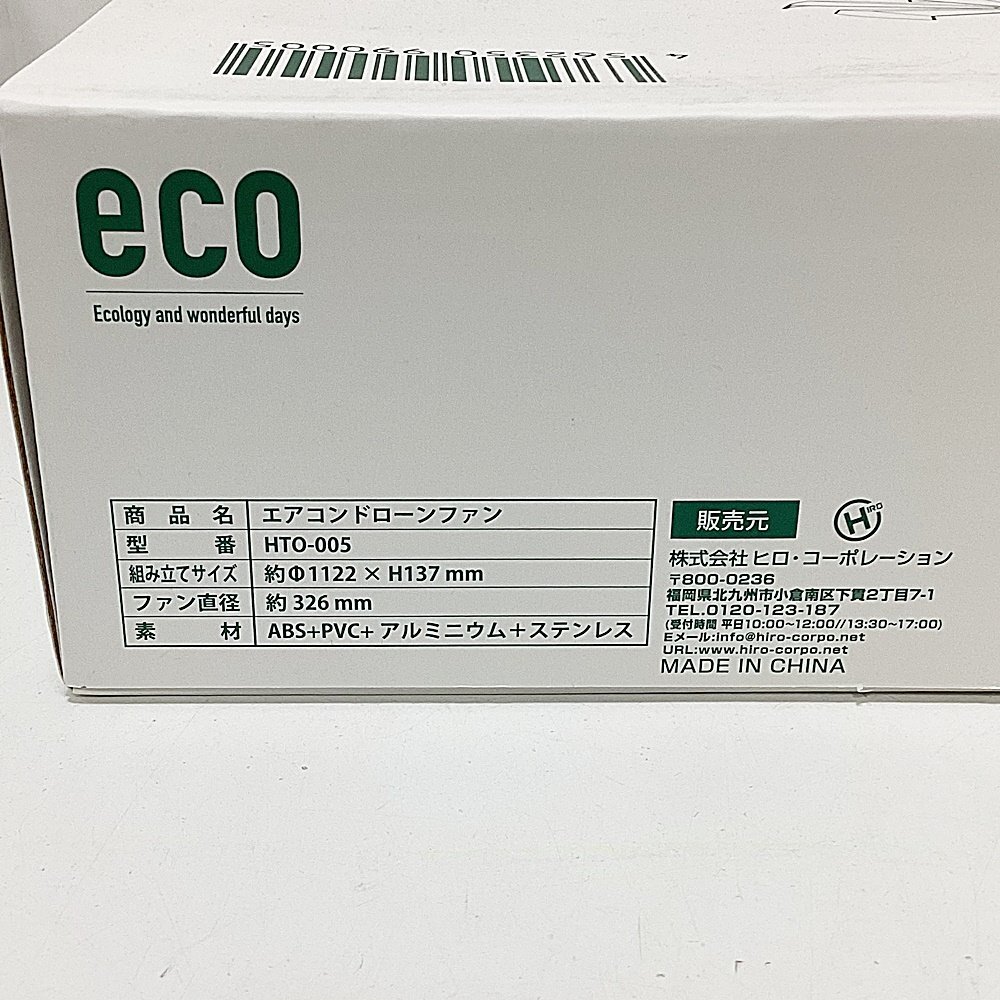 eco
Ecology and wonderful days
商品名 エアコンドローンファン
型番 HTO-005
組み立てサイズ 約Φ1122 × H137 mm
ファン直径 約 326 mm
素材 ABS+PVC+ アルミニウム＋ステンレス
販売元 HIRO
株式会社 ヒロ・コーポレーション
〒800-0236
福岡県北九州市小倉南区下貫2丁目7-1
TEL.0120-123-187
(受付時間 平日10:00~12:00//13:30~17:00)
Eメール:info@hiro-corpo.net
URL:www.hiro-corpo.net
MADE IN CHINA